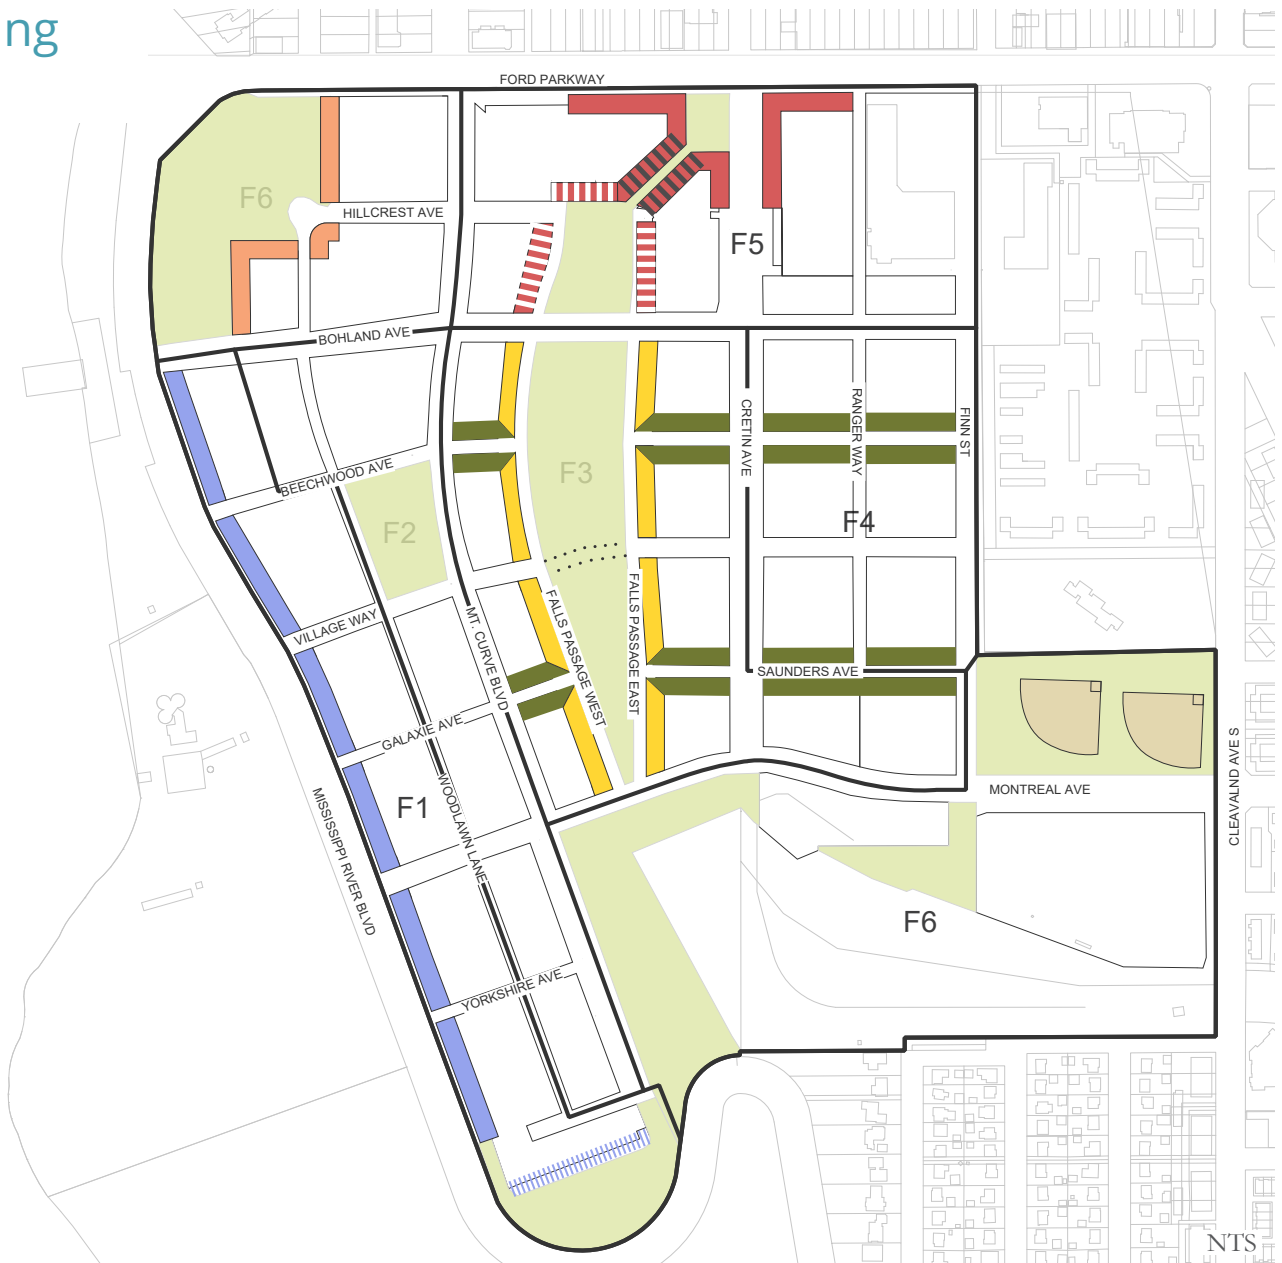 ng
FORD PARKWAY
F6
HILLCREST AVE
F5
BOHLAND AVE
CRETIN AVE
RANGER WAY
FINN ST
BEECHWOOD AVE
F3
F2
F4
FALLS PASSAGE WEST
FALLS PASSAGE EAST
MT. CURVE BLVD
VILLAGE WAY
SAUNDERS AVE
GALAXIE AVE
CLEAVALND AVE S
MONTREAL AVE
F1
WOODLAWN LANE
MISSISSIPPI RIVER BLVD
F6
YORKSHIRE AVE
NTS